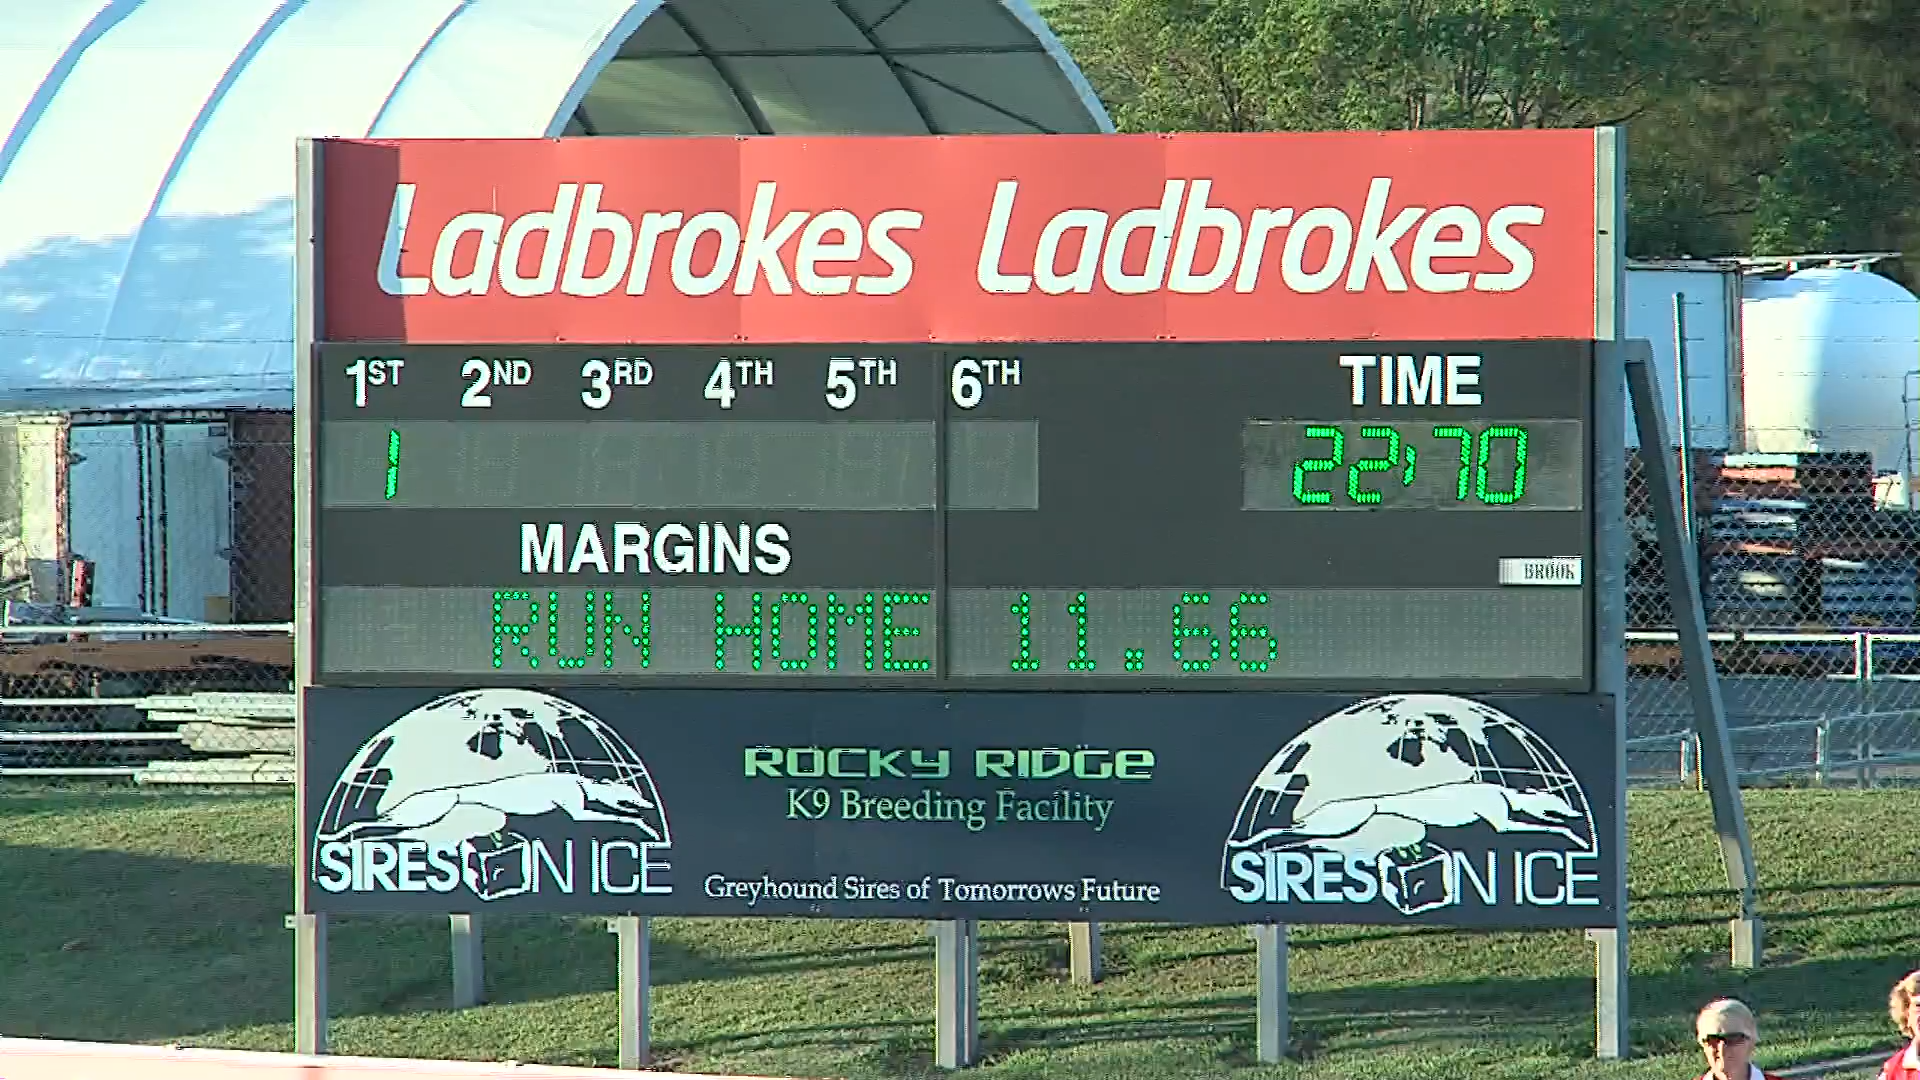 Ladbrokes Ladbrokes
1ST 2ND 3RD 4TH 5TH 6TH TIME
1 22:70
MARGINS
BROOK
RUN HOME 11.66
ROCKY RIDGE
K9 Breeding Facility
SIRES ON ICE SIRES ON ICE
Greyhound Sires of Tomorrows Future